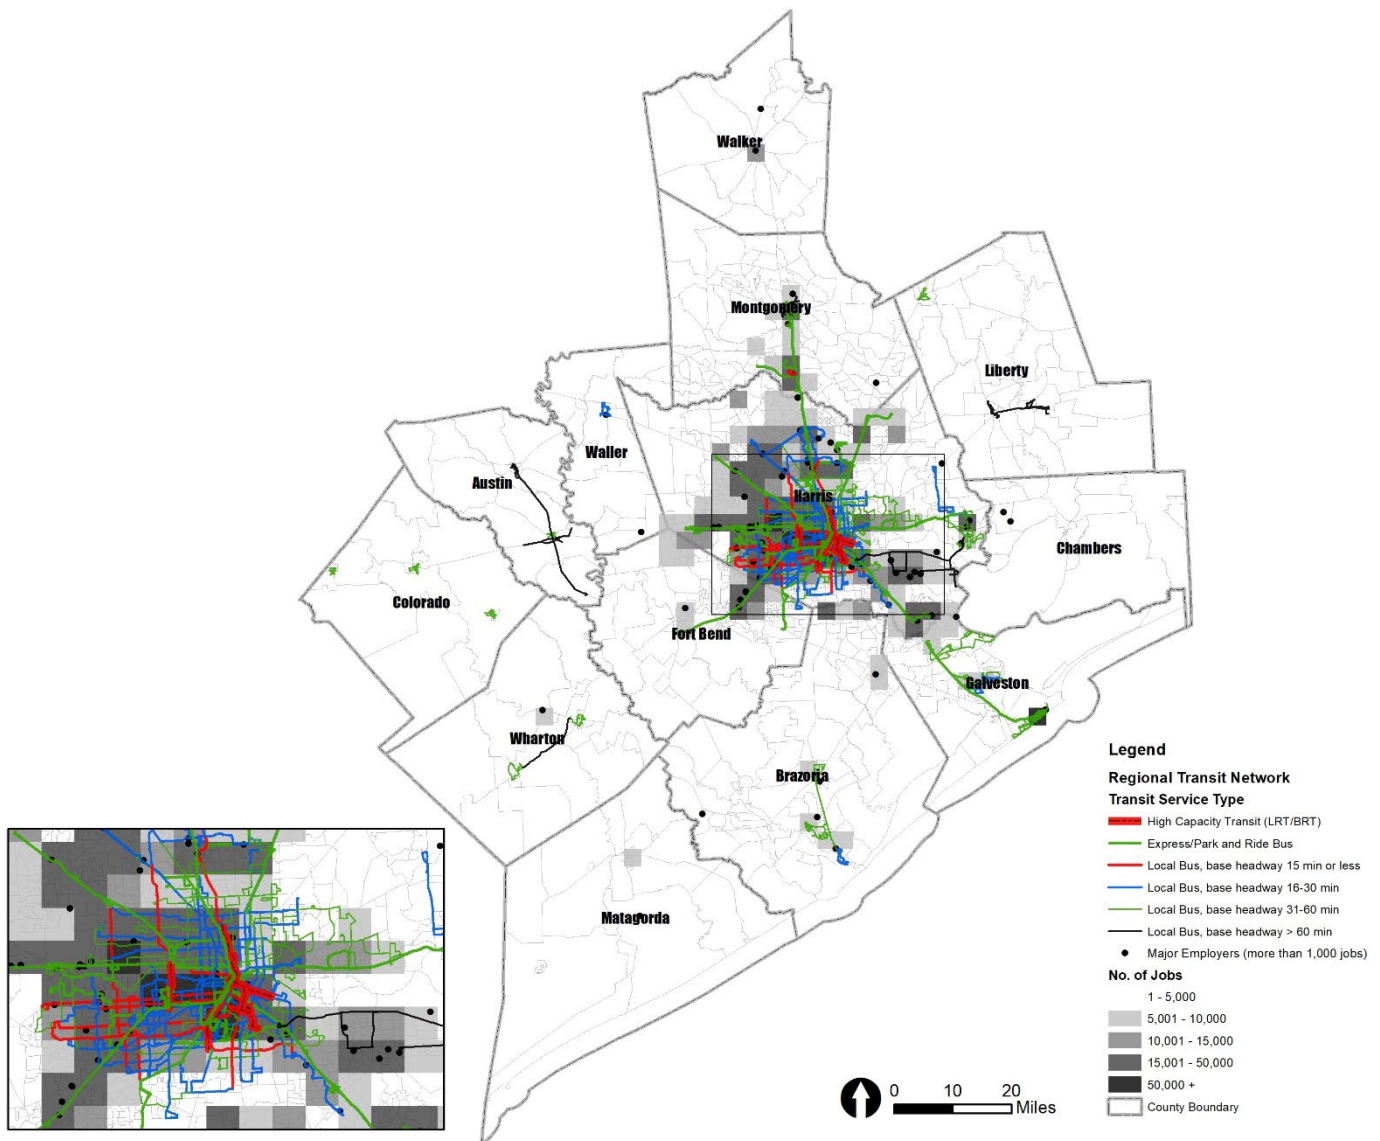 Walker
Montgomery
Liberty
Waller
Austin
Harris
Chambers
Colorado
Fort Bend
Galveston
Wharton
Brazoria
Matagorda
Legend
Regional Transit Network
Transit Service Type
High Capacity Transit (LRT/BRT)
Express/Park and Ride Bus
Local Bus, base headway 15 min or less
Local Bus, base headway 16-30 min
Local Bus, base headway 31-60 min
Local Bus, base headway > 60 min
Major Employers (more than 1,000 jobs)
No. of Jobs
1 - 5,000
5,001 - 10,000
10,001 - 15,000
15,001 - 50,000
50,000 +
County Boundary
0 10 20
Miles